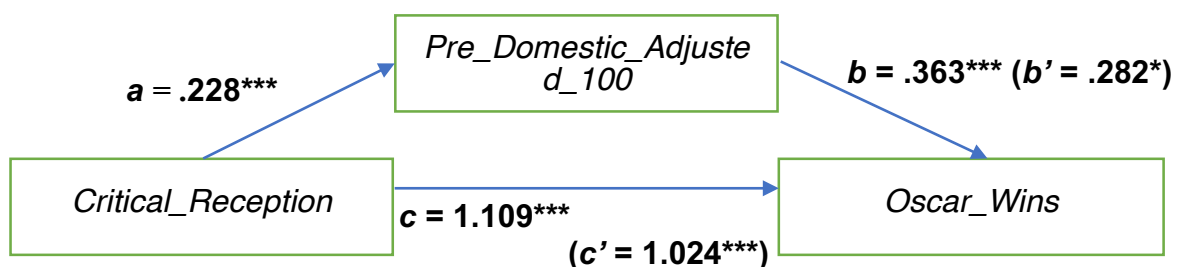 Pre_Domestic_Adjuste
d_100
a = .228***
b = .363*** (b’ = .282*)
Critical_Reception
Oscar_Wins
c = 1.109***
(c’ = 1.024***)